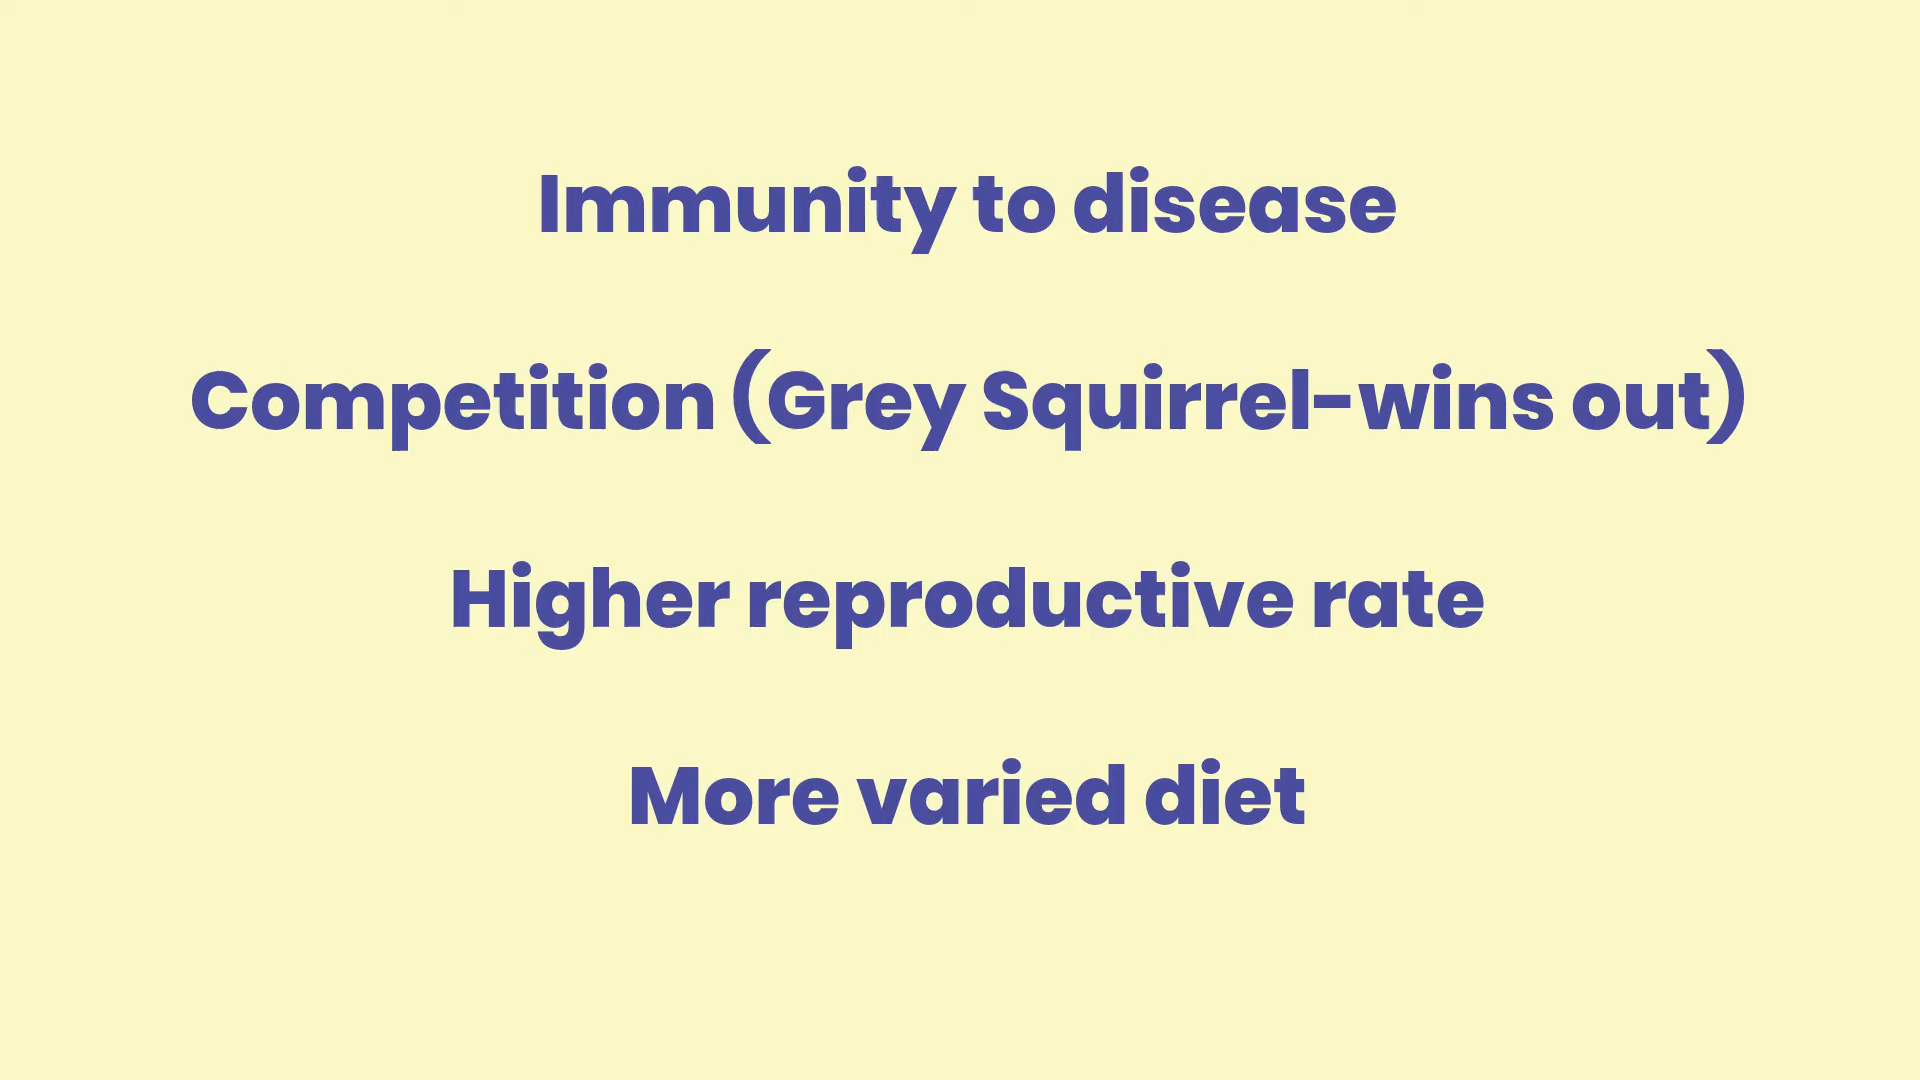 Immunity to disease
Competition (Grey Squirrel-wins out)
Higher reproductive rate
More varied diet